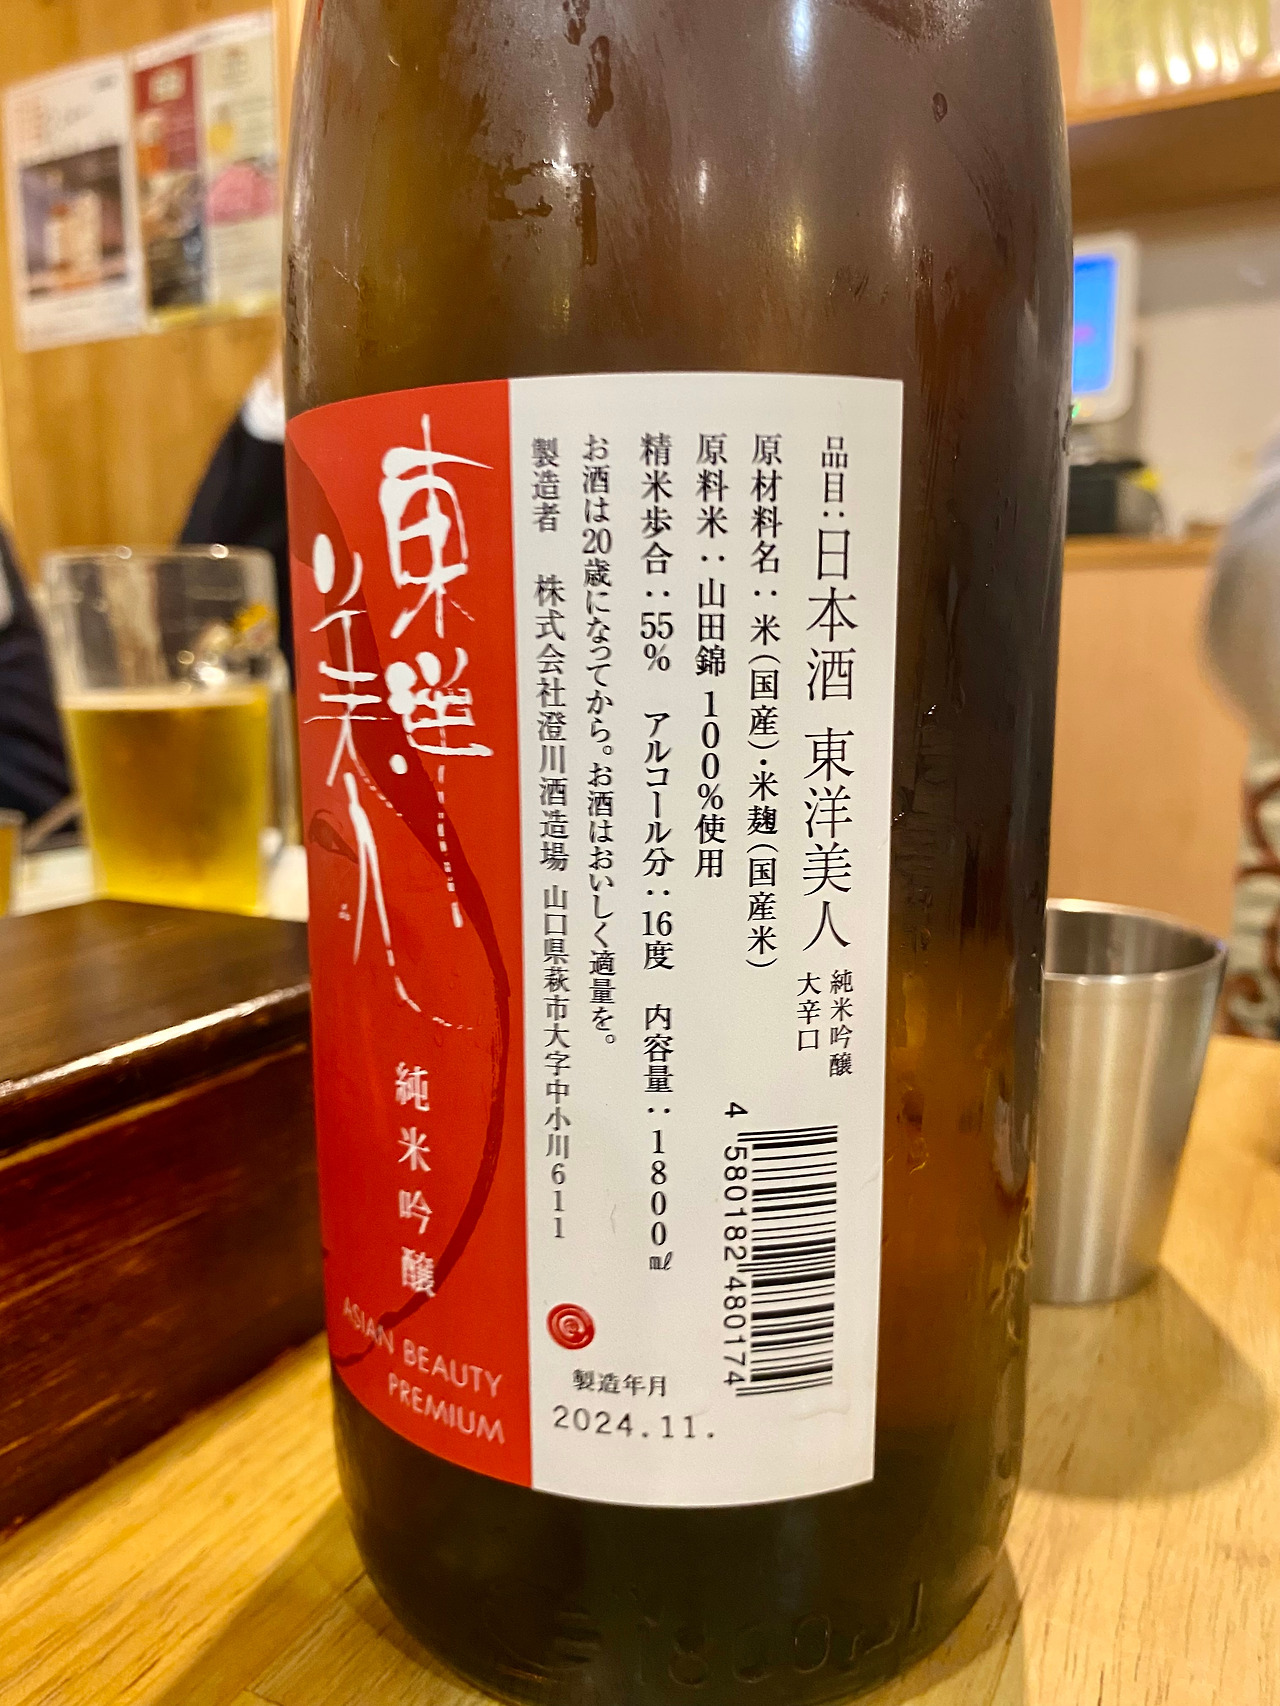 品目:日本酒 東洋美人 純米吟醸 大辛口
原材料名:米(国産)・米麹(国産米)
原料米:山田錦100%使用
精米歩合:55% アルコール分:16度 内容量:1800㎖
お酒は20歳になってから。お酒はおいしく適量を。
製造者 株式会社澄川酒造場 山口県萩市大字中小川611
4 580182 480174
製造年月
2024.11.
東洋
美人
純米吟醸
ASIAN BEAUTY
PREMIUM
1800ml